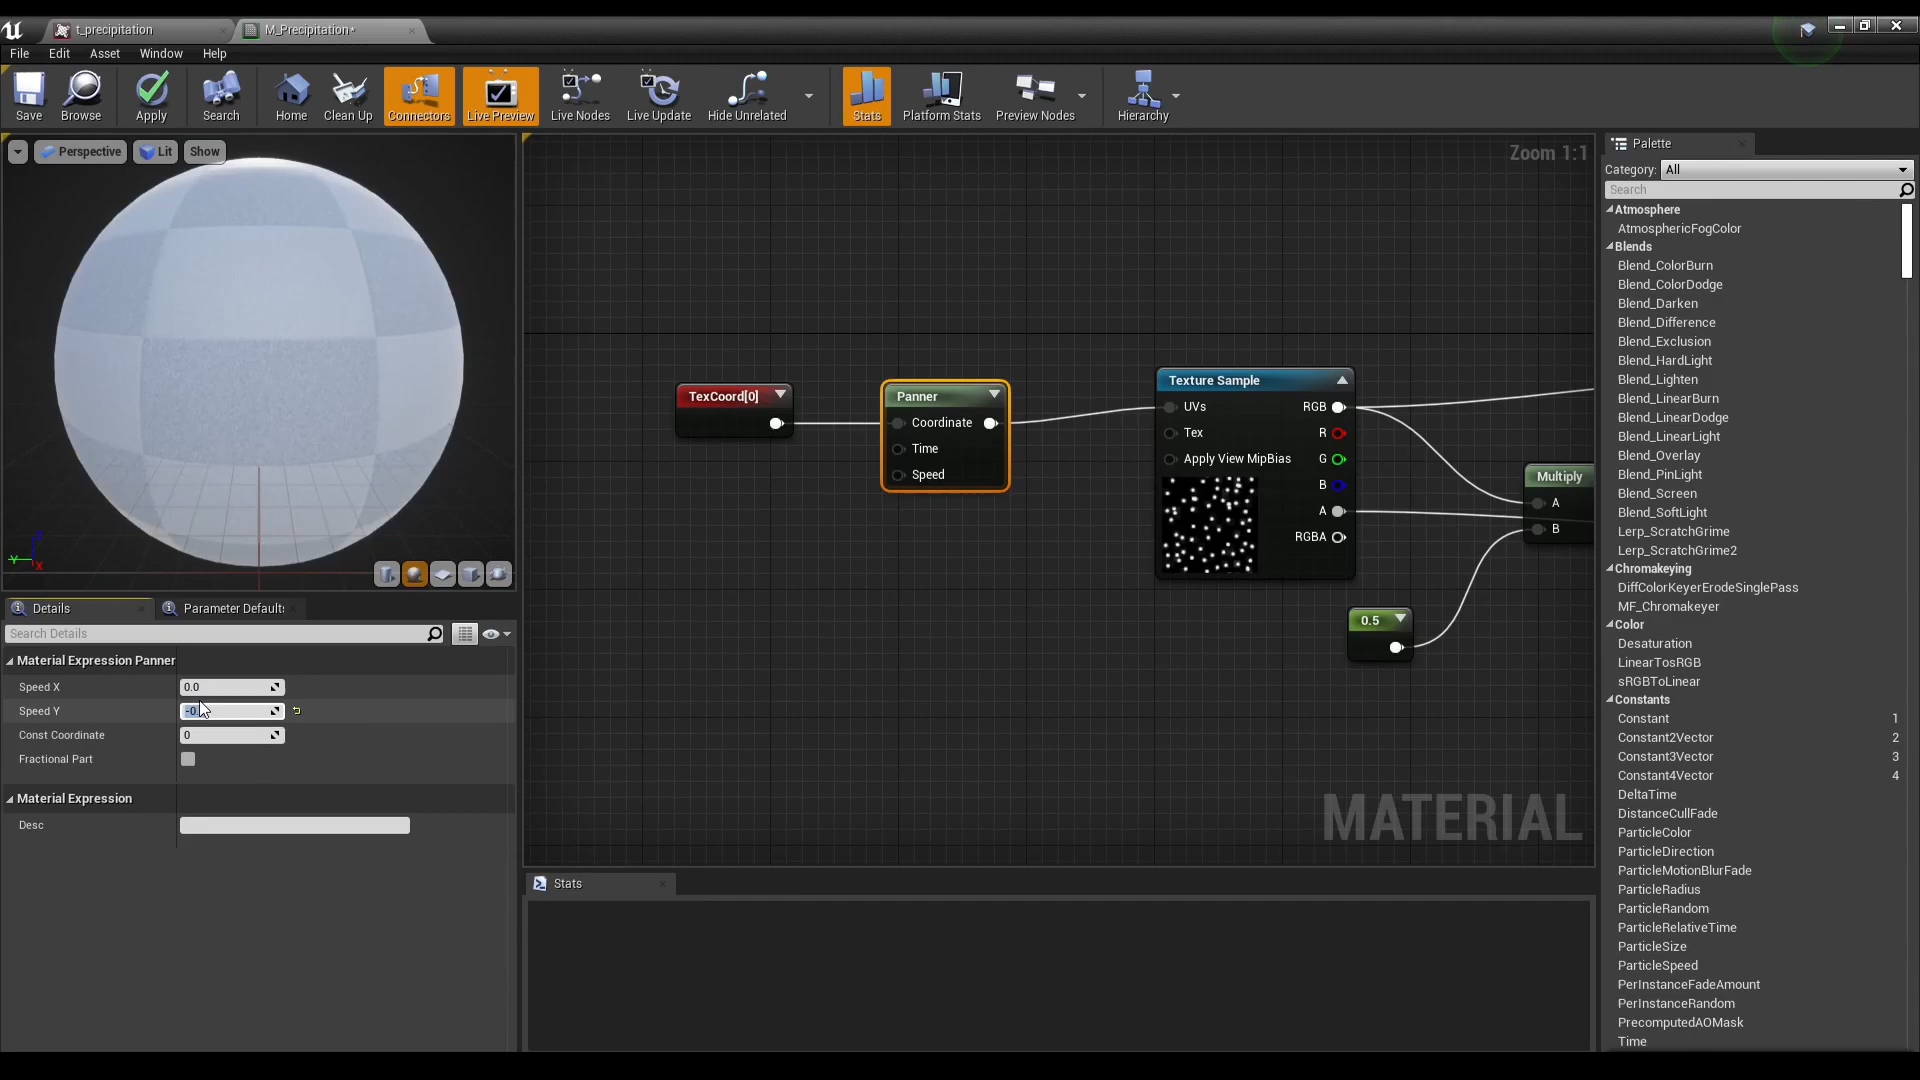 t_precipitation
M_Precipitation*
File Edit Asset Window Help
Save Browse Apply Search Home Clean Up Connectors Live Preview Live Nodes Live Update Hide Unrelated Stats Platform Stats Preview Nodes Hierarchy
Perspective Lit Show
Zoom 1:1
Palette
Category: All
Search
Atmosphere
AtmosphericFogColor
Blends
Blend_ColorBurn
Blend_ColorDodge
Blend_Darken
Blend_Difference
Blend_Exclusion
Blend_HardLight
Blend_Lighten
Blend_LinearBurn
Blend_LinearDodge
Blend_LinearLight
Blend_Overlay
Blend_PinLight
Blend_Screen
Blend_SoftLight
Lerp_ScratchGrime
Lerp_ScratchGrime2
Chromakeying
DiffColorKeyerErodeSinglePass
MF_Chromakeyer
Color
Desaturation
LinearTosRGB
sRGBToLinear
Constants
Constant 1
Constant2Vector 2
Constant3Vector 3
Constant4Vector 4
DeltaTime
DistanceCullFade
ParticleColor
ParticleDirection
ParticleMotionBlurFade
ParticleRadius
ParticleRandom
ParticleRelativeTime
ParticleSize
ParticleSpeed
PerInstanceFadeAmount
PerInstanceRandom
PrecomputedAOMask
Time
TexCoord[0]
Panner
Coordinate
Time
Speed
Texture Sample
UVs RGB
Tex R
Apply View MipBias G
B
A
RGBA
Multiply
A
B
0.5
MATERIAL
Stats
Z
Y
X
Details
Parameter Defaults
Search Details
Material Expression Panner
Speed X 0.0
Speed Y -0
Const Coordinate 0
Fractional Part
Material Expression
Desc